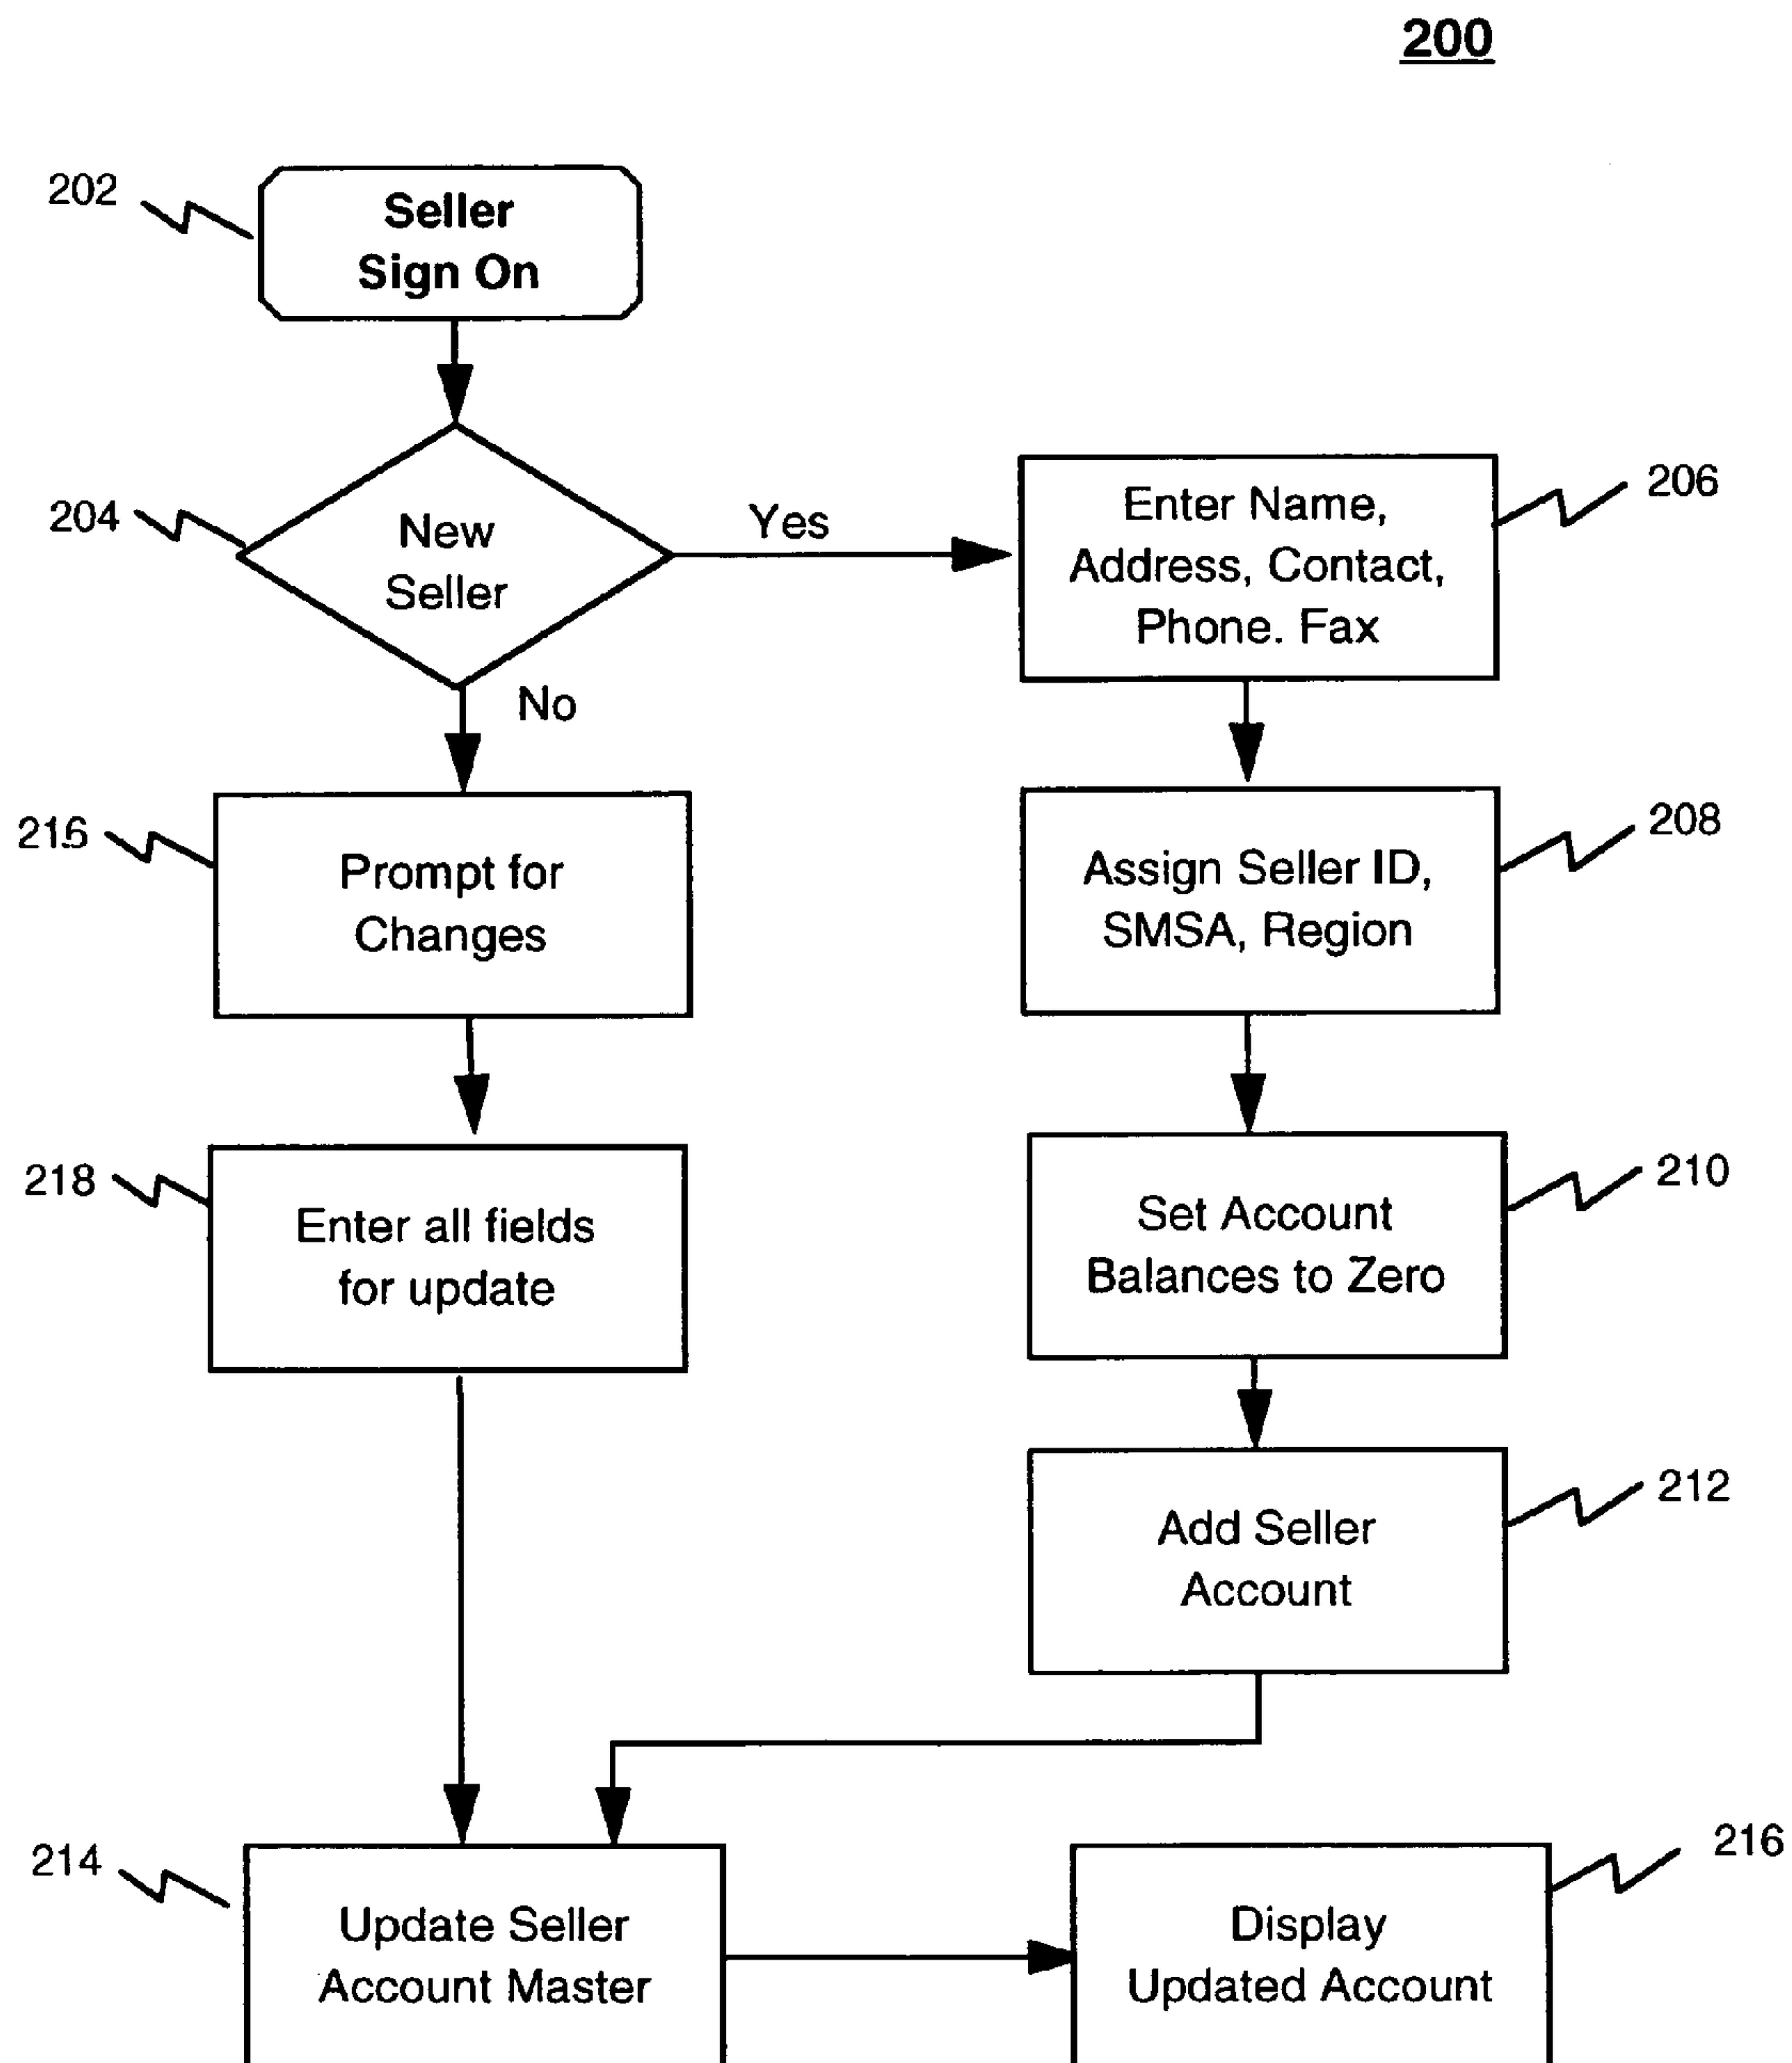 200
202
Seller
Sign On
204
New
Seller
Yes
206
Enter Name,
Address, Contact,
Phone. Fax
No
216
Prompt for
Changes
208
Assign Seller ID,
SMSA, Region
218
Enter all fields
for update
210
Set Account
Balances to Zero
212
Add Seller
Account
214
Update Seller
Account Master
216
Display
Updated Account